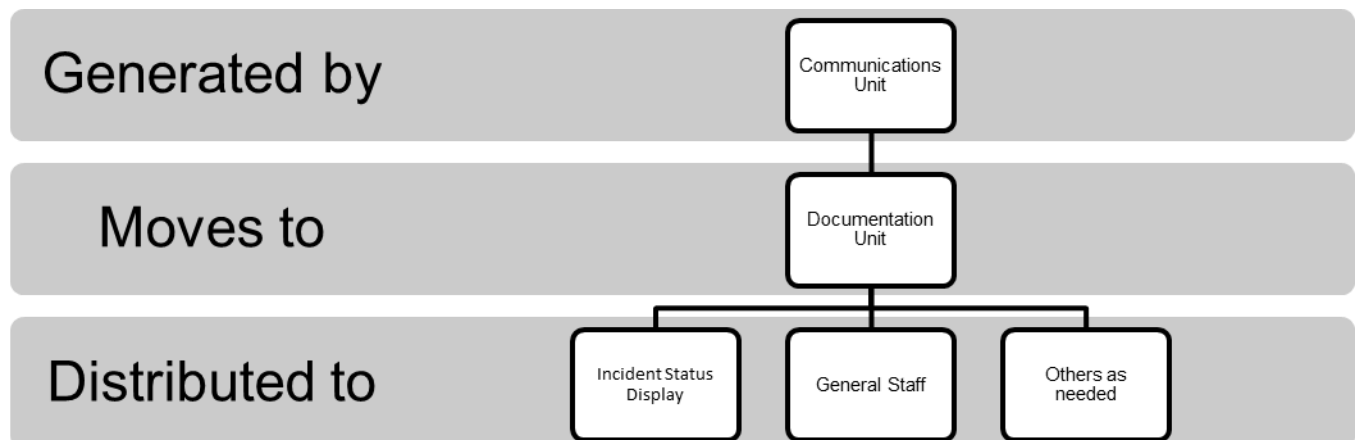 Generated by
Communications
Unit
Moves to
Documentation
Unit
Distributed to
Incident Status
Display
General Staff
Others as
needed